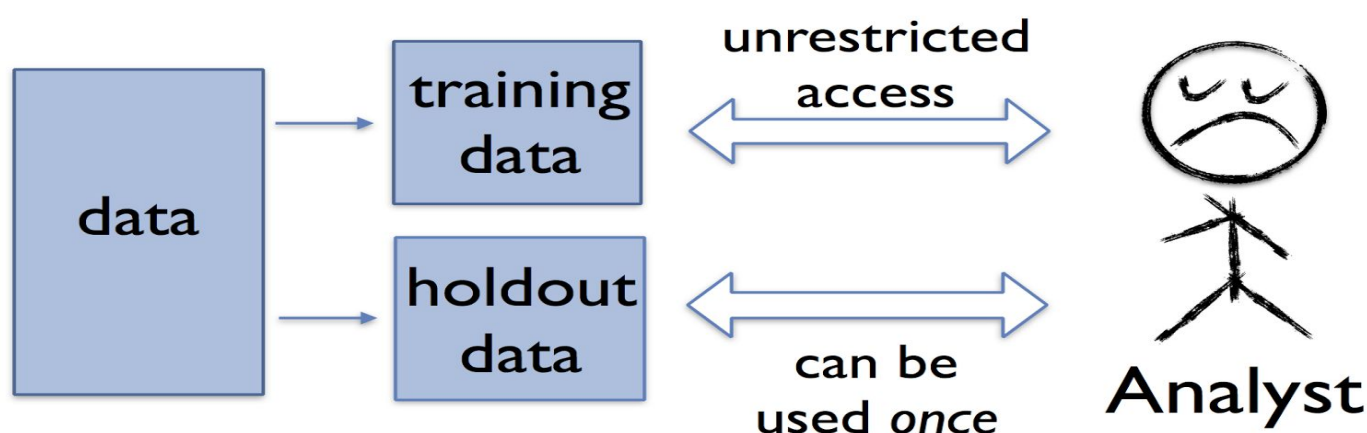 data
training
data
holdout
data
unrestricted
access
can be
used once
Analyst